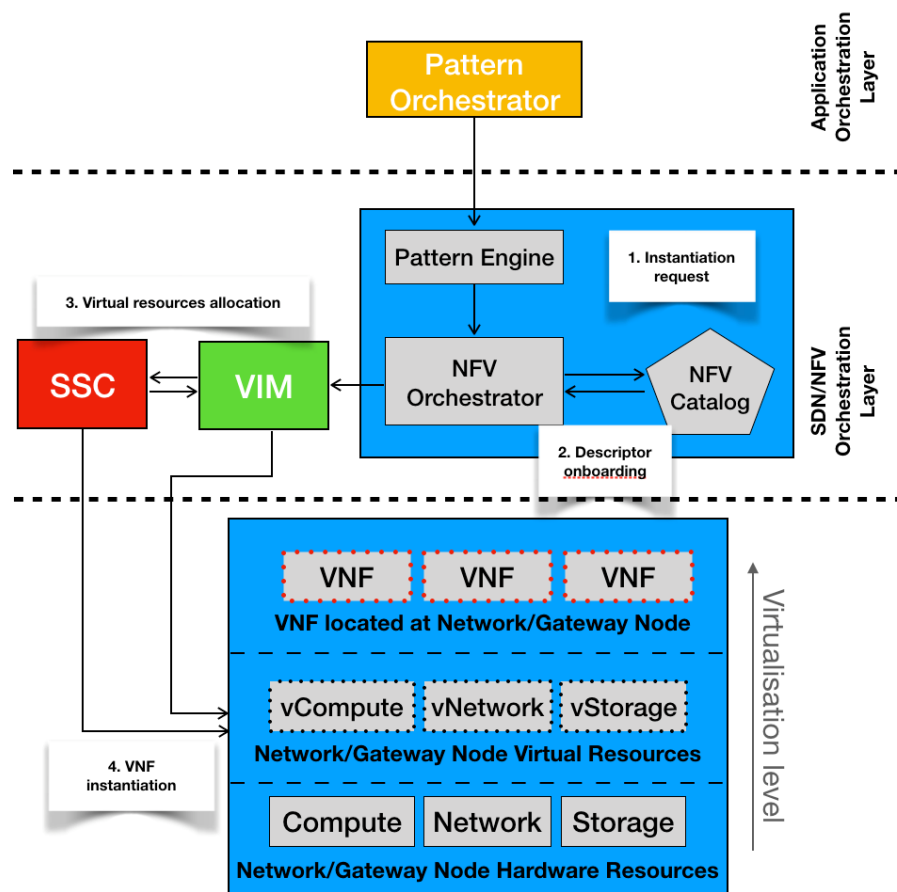 Pattern
Orchestrator
Application
Orchestration
Layer
Pattern Engine
1. Instantiation
request
3. Virtual resources allocation
SSC
VIM
NFV
Orchestrator
NFV
Catalog
SDN/NFV
Orchestration
Layer
2. Descriptor
onboarding
VNF
VNF
VNF
VNF located at Network/Gateway Node
vCompute
vNetwork
vStorage
Network/Gateway Node Virtual Resources
4. VNF
instantiation
Compute
Network
Storage
Network/Gateway Node Hardware Resources
Virtualisation level